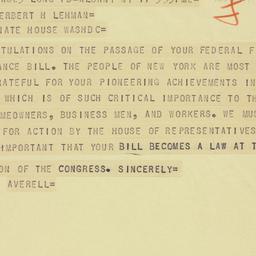 ERBERT H LEHMAN=
NATE HOUSE WASHDC=
TULATIONS ON THE PASSAGE OF YOUR FEDERAL F
ANCE BILL. THE PEOPLE OF NEW YORK ARE MOST
RATEFUL FOR YOUR PIONEERING ACHIEVEMENTS IN
WHICH IS OF SUCH CRITICAL IMPORTANCE TO TH
MEOWNERS, BUSINESS MEN, AND WORKERS. WE MU
FOR ACTION BY THE HOUSE OF REPRESENTATIVES
IMPORTANT THAT YOUR BILL BECOMES A LAW AT T
ON OF THE CONGRESS. SINCERELY=
AVERELL=